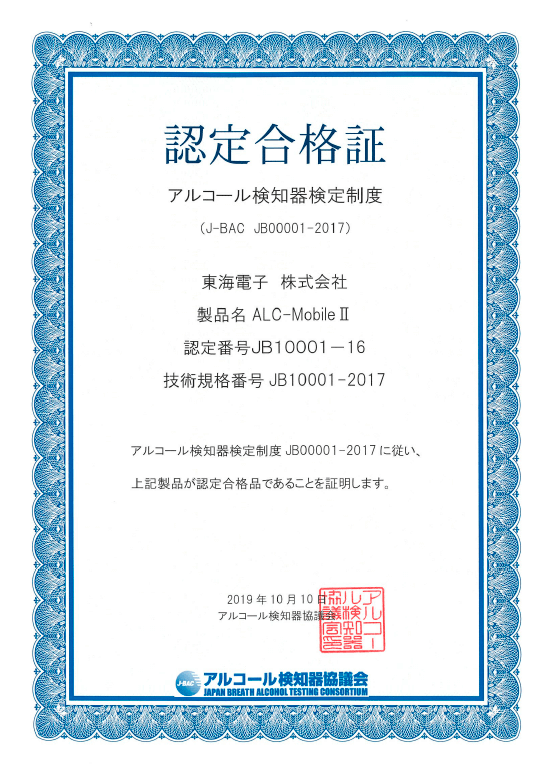 認定合格証
アルコール検知器検定制度
（J-BAC JB00001-2017）
東海電子 株式会社
製品名 ALC-MobileⅡ
認定番号JB10001－16
技術規格番号 JB10001-2017
アルコール検知器検定制度 JB00001-2017 に従い、
上記製品が認定合格品であることを証明します。
2019 年 10 月 10 日
アルコール検知器協議会
アルコール検知器協議会印
J-BAC アルコール検知器協議会
JAPAN BREATH ALCOHOL TESTING CONSORTIUM